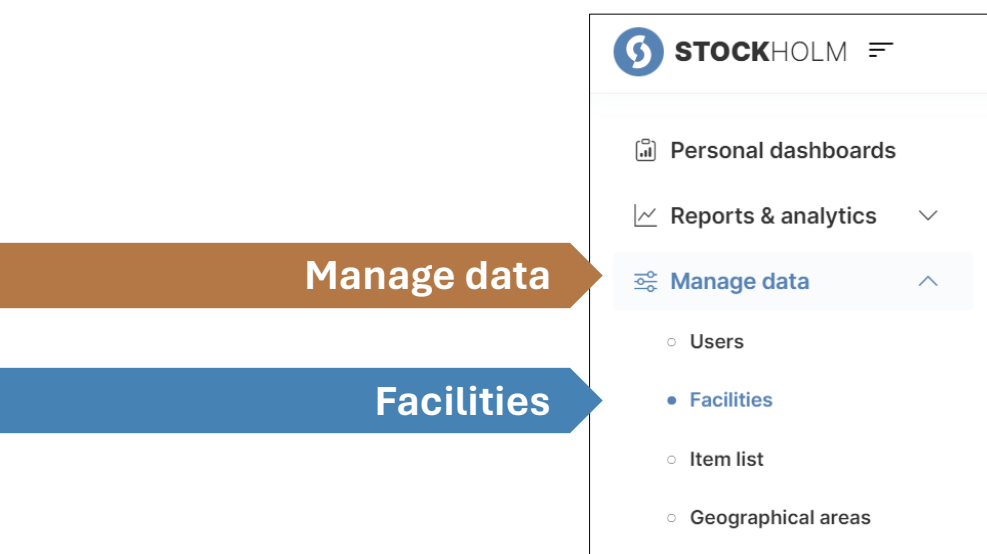 STOCKHOLM
Personal dashboards
Reports & analytics
Manage data
Manage data
Users
Facilities
Facilities
Item list
Geographical areas